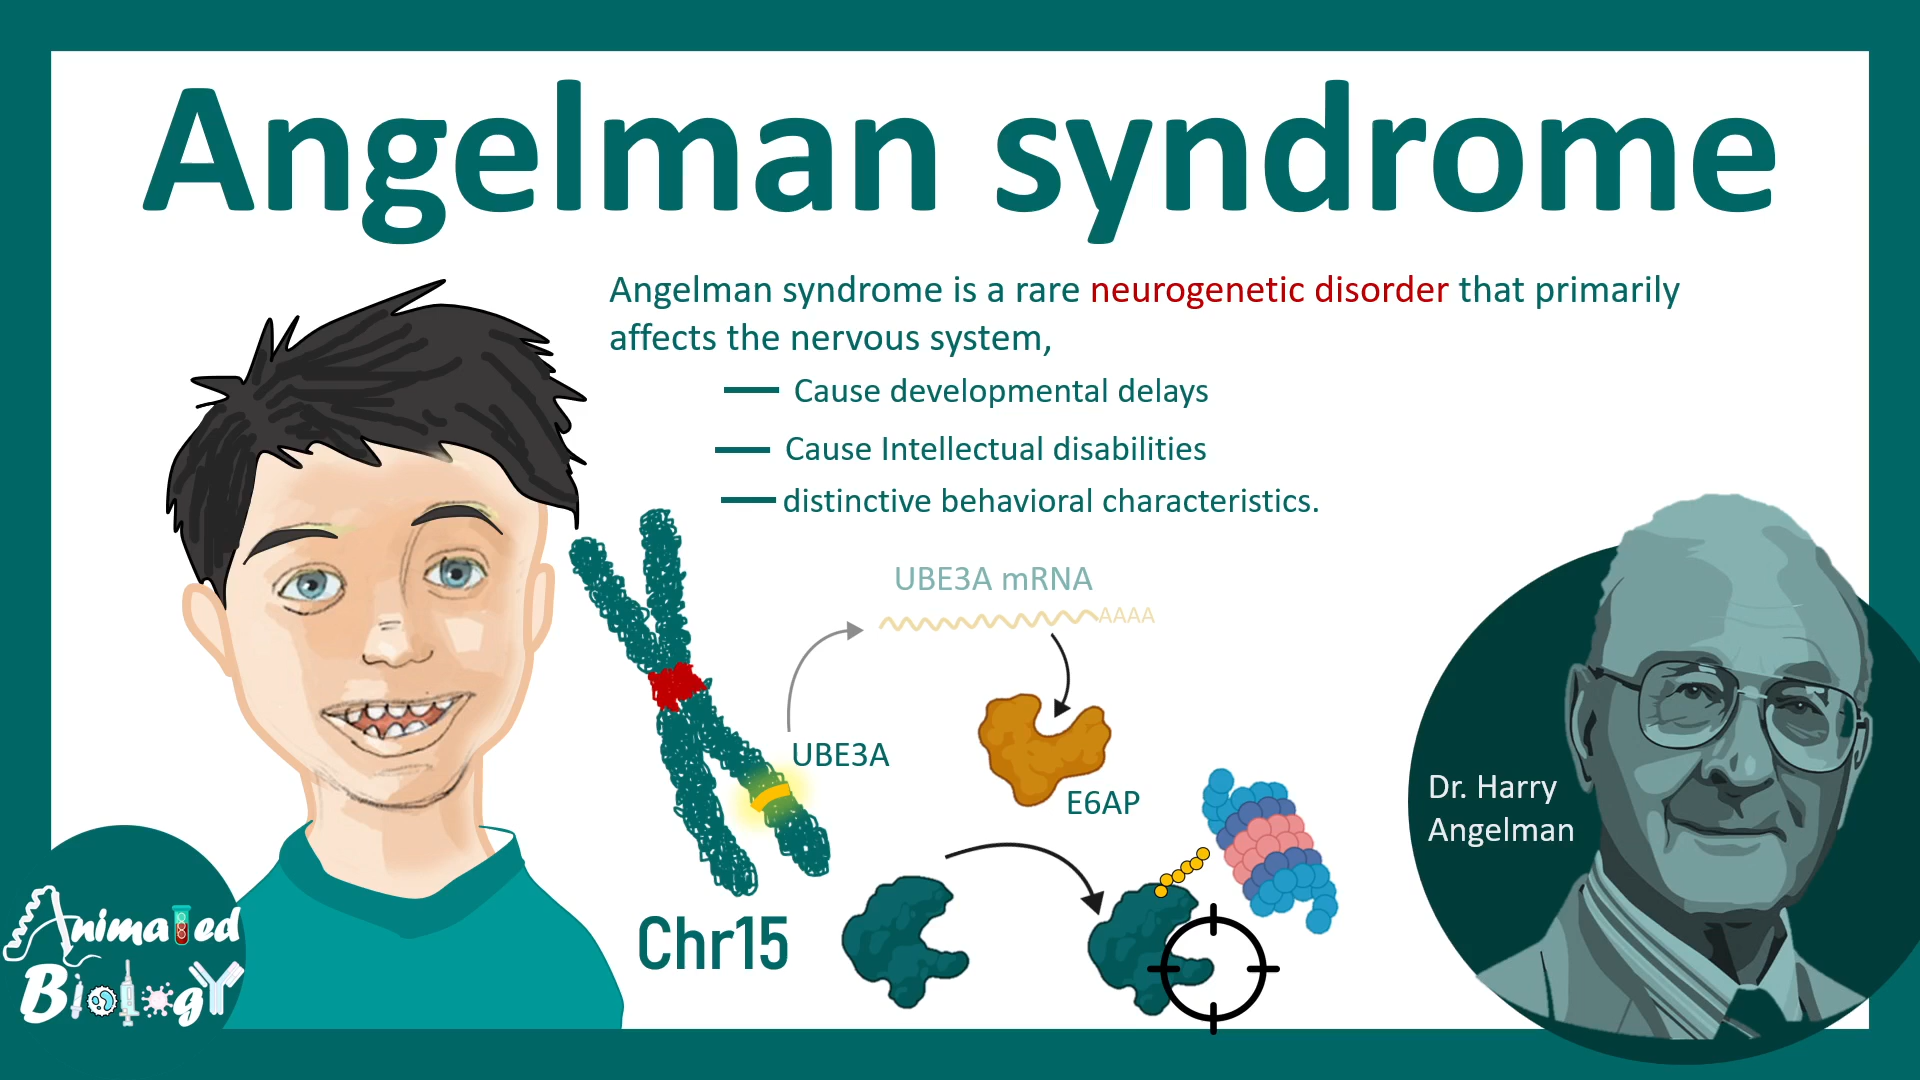 Angelman syndrome
Angelman syndrome is a rare neurogenetic disorder that primarily
affects the nervous system,
Cause developmental delays
Cause Intellectual disabilities
distinctive behavioral characteristics.
UBE3A mRNA
AAAA
UBE3A
E6AP
Dr. Harry
Angelman
Chr15
Animated
Biology